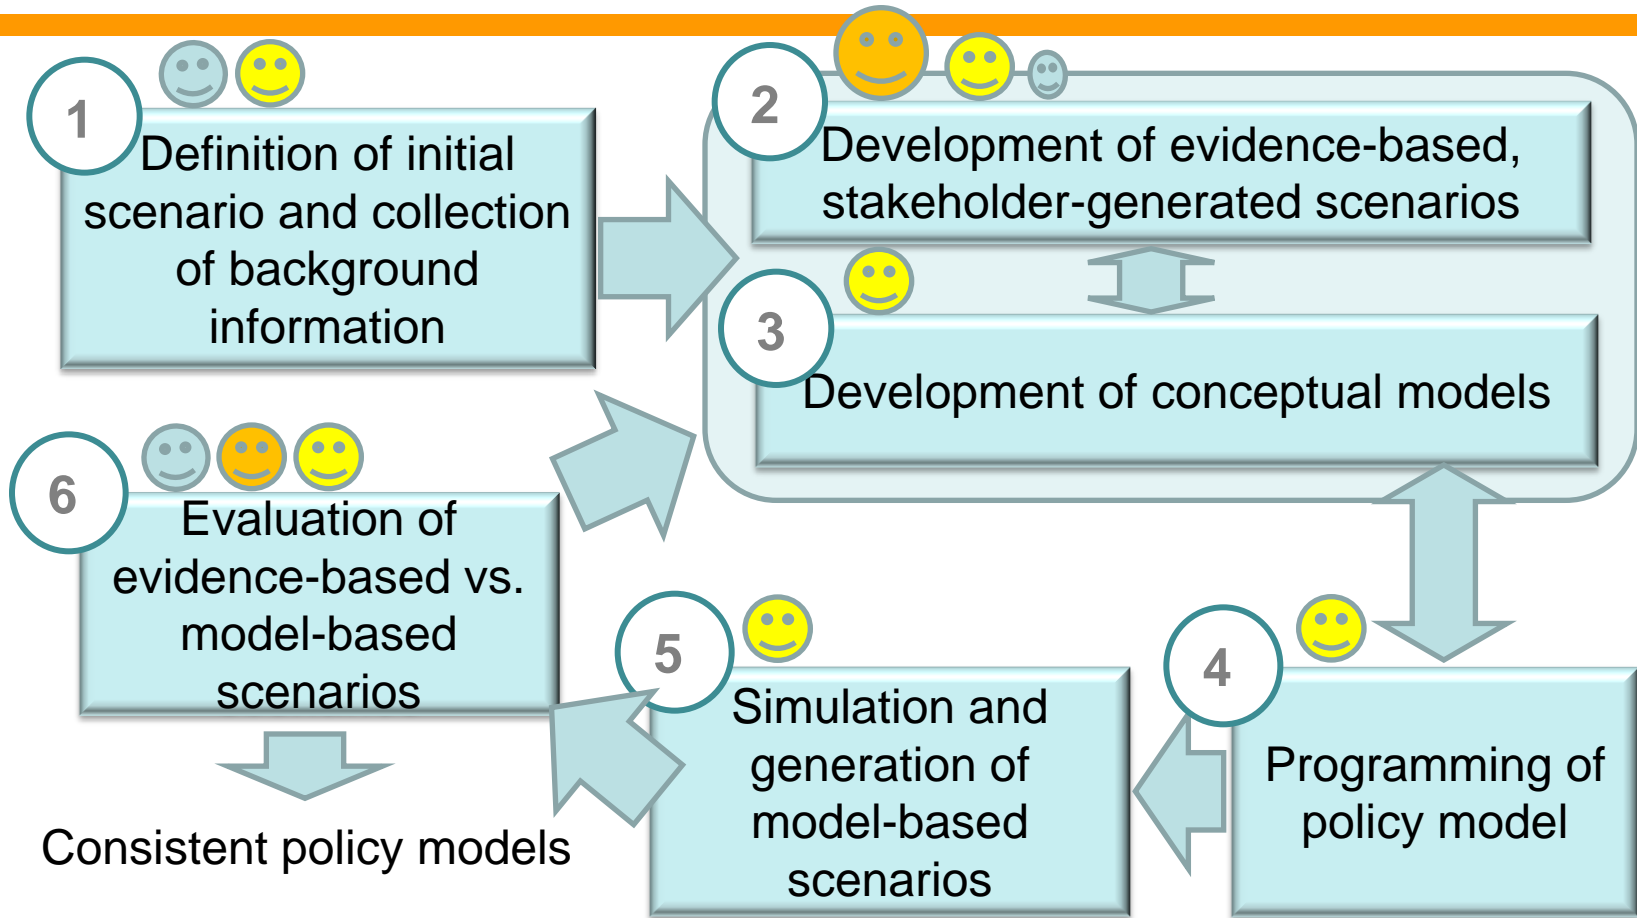 1
Definition of initial
scenario and collection
of background
information
2
Development of evidence-based,
stakeholder-generated scenarios
3
Development of conceptual models
4
Programming of
policy model
5
Simulation and
generation of
model-based
scenarios
6
Evaluation of
evidence-based vs.
model-based
scenarios
Consistent policy models